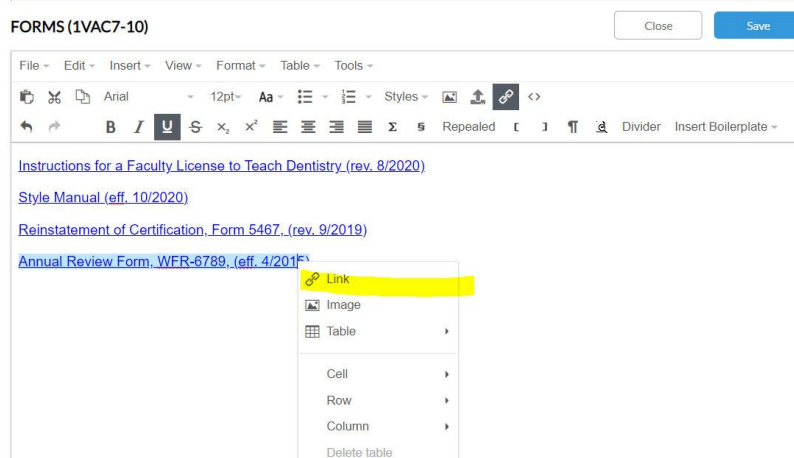 FORMS (1VAC7-10)
Close
Save
File Edit Insert View Format Table Tools
Arial 12pt Aa Styles
B I U S x₂ x² Σ § Repealed [ ] ¶ Divider Insert Boilerplate
Instructions for a Faculty License to Teach Dentistry (rev. 8/2020)
Style Manual (eff. 10/2020)
Reinstatement of Certification, Form 5467, (rev. 9/2019)
Annual Review Form, WFR-6789, (eff. 4/2015)
Link
Image
Table
Cell
Row
Column
Delete table